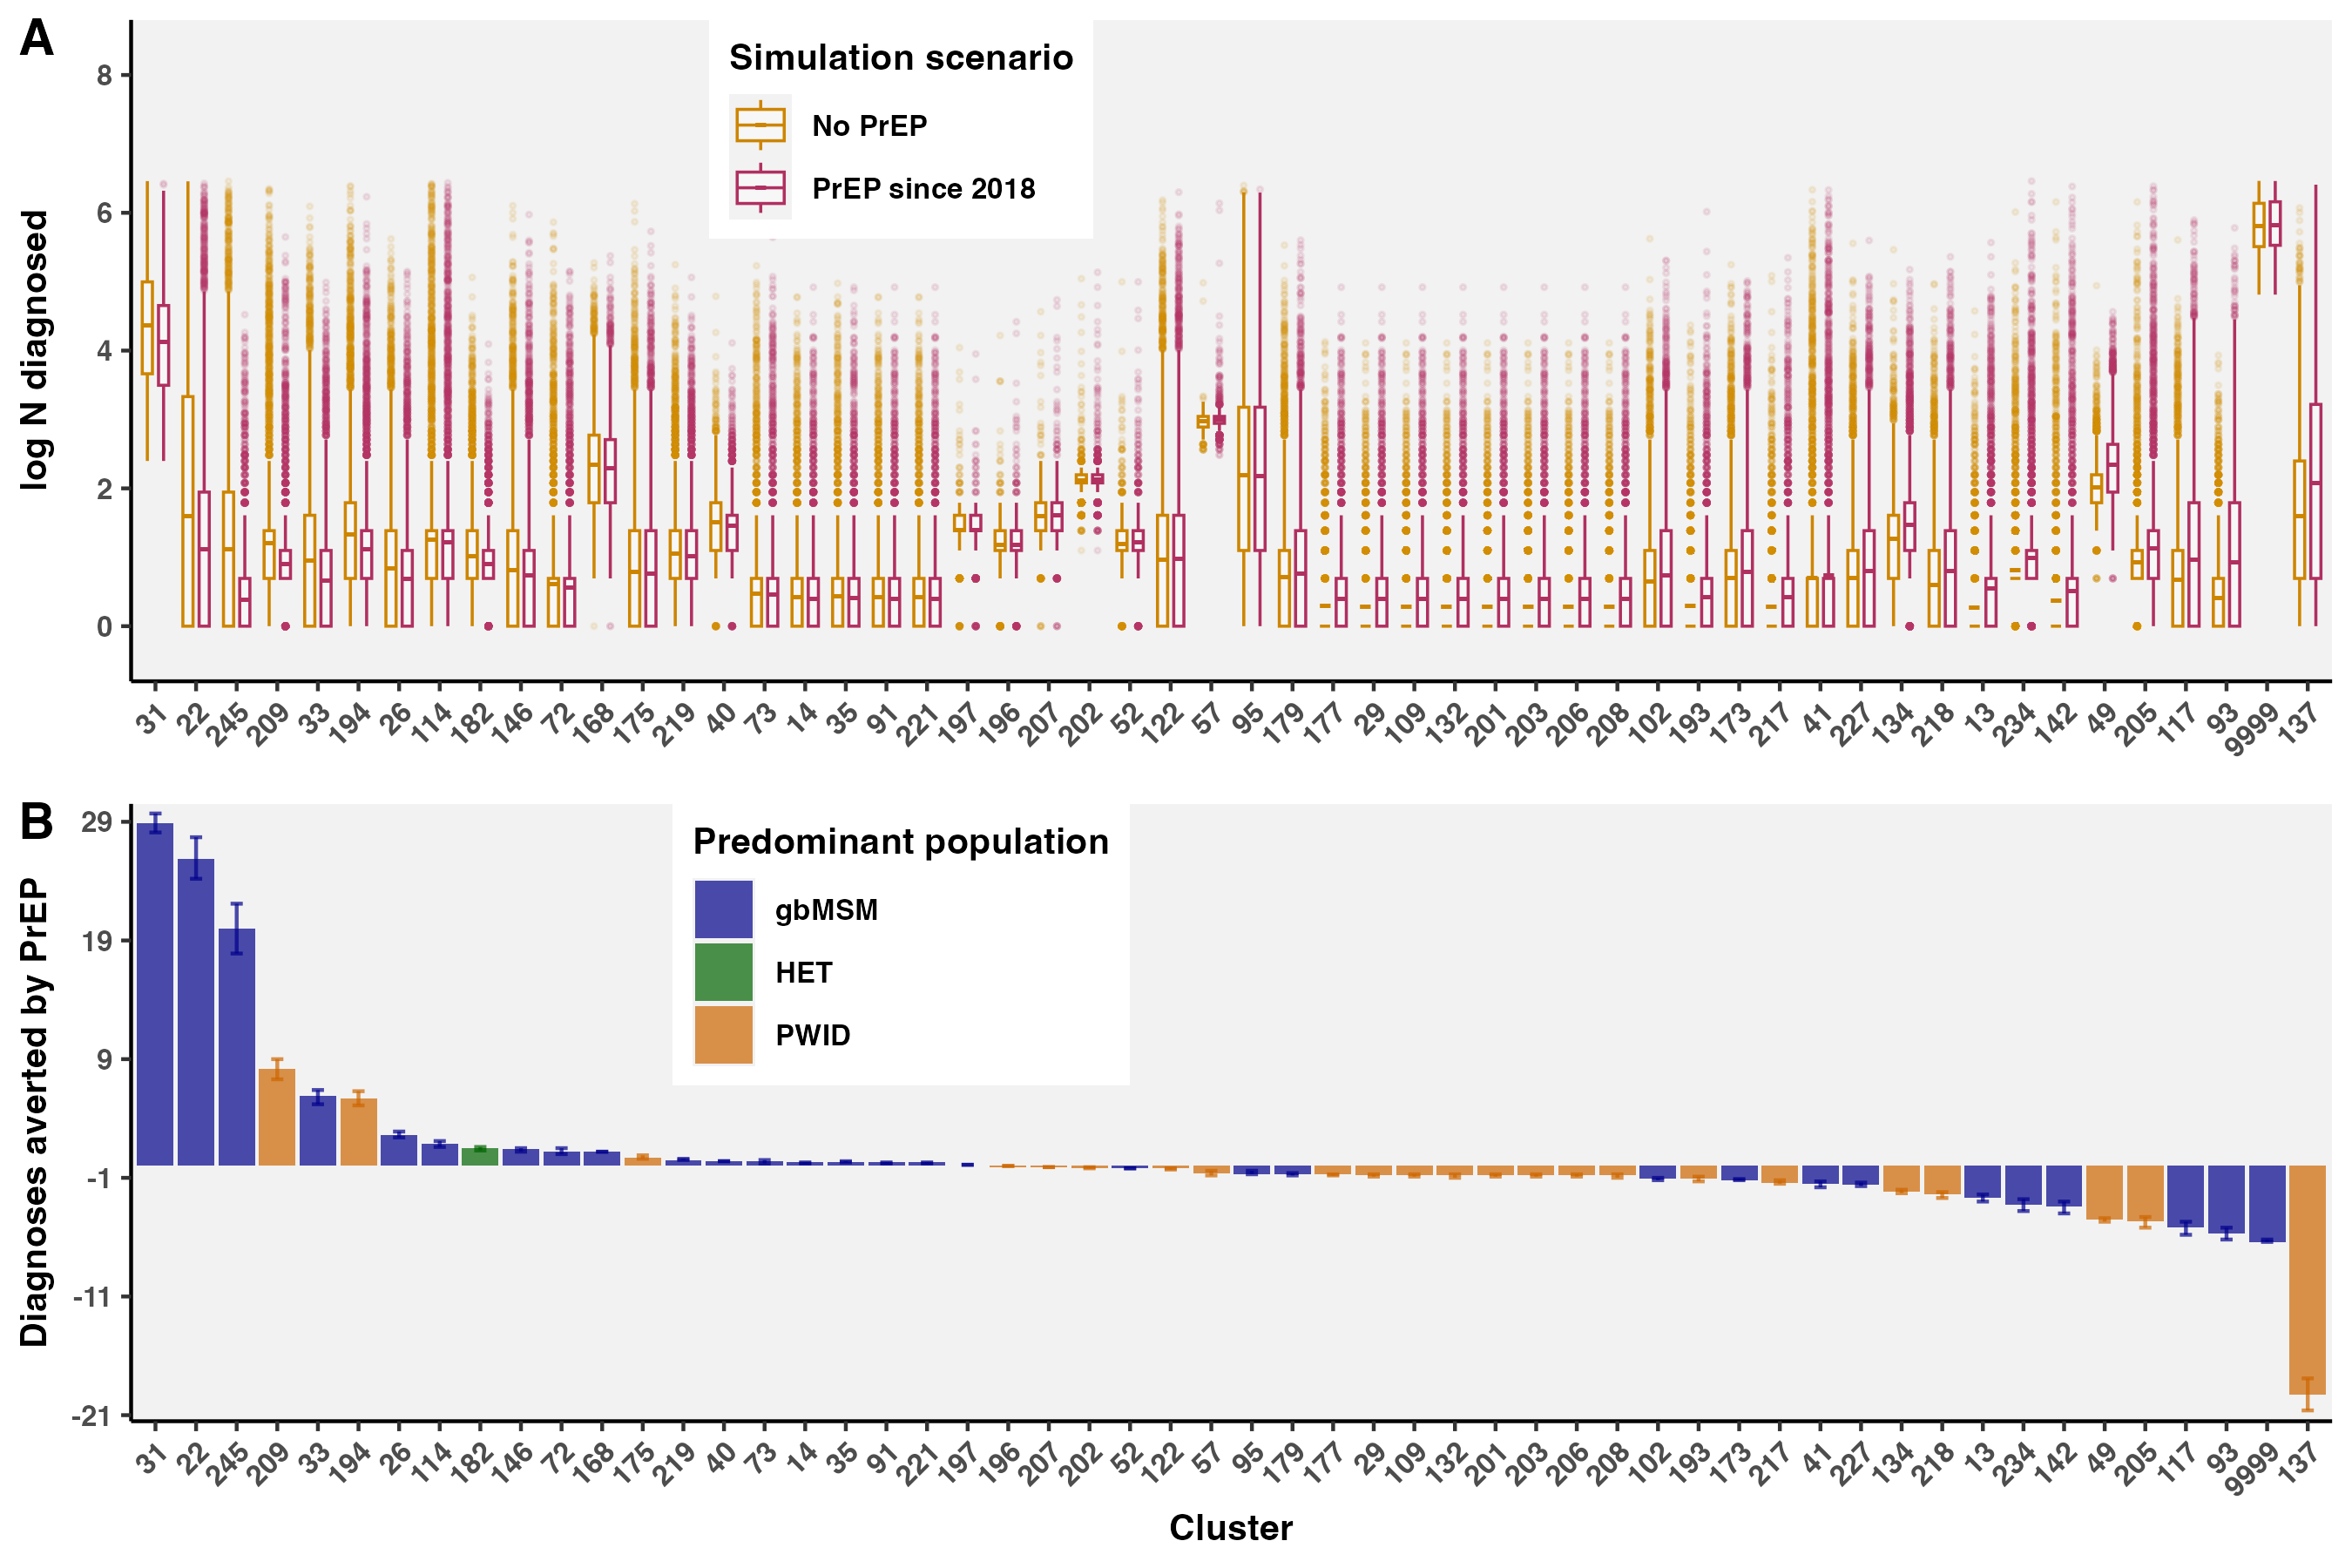 A
Simulation scenario
No PrEP
PrEP since 2018
log N diagnosed
8
6
4
2
0
31 22 245 209 33 194 26 114 182 146 72 168 175 219 40 73 14 35 91 221 197 196 207 202 52 122 57 95 179 177 29 109 132 201 203 206 208 102 193 173 217 41 227 134 218 13 234 142 49 205 117 93 9999 137
B
Predominant population
gbMSM
HET
PWID
Diagnoses averted by PrEP
29
19
9
-1
-11
-21
31 22 245 209 33 194 26 114 182 146 72 168 175 219 40 73 14 35 91 221 197 196 207 202 52 122 57 95 179 177 29 109 132 201 203 206 208 102 193 173 217 41 227 134 218 13 234 142 49 205 117 93 9999 137
Cluster